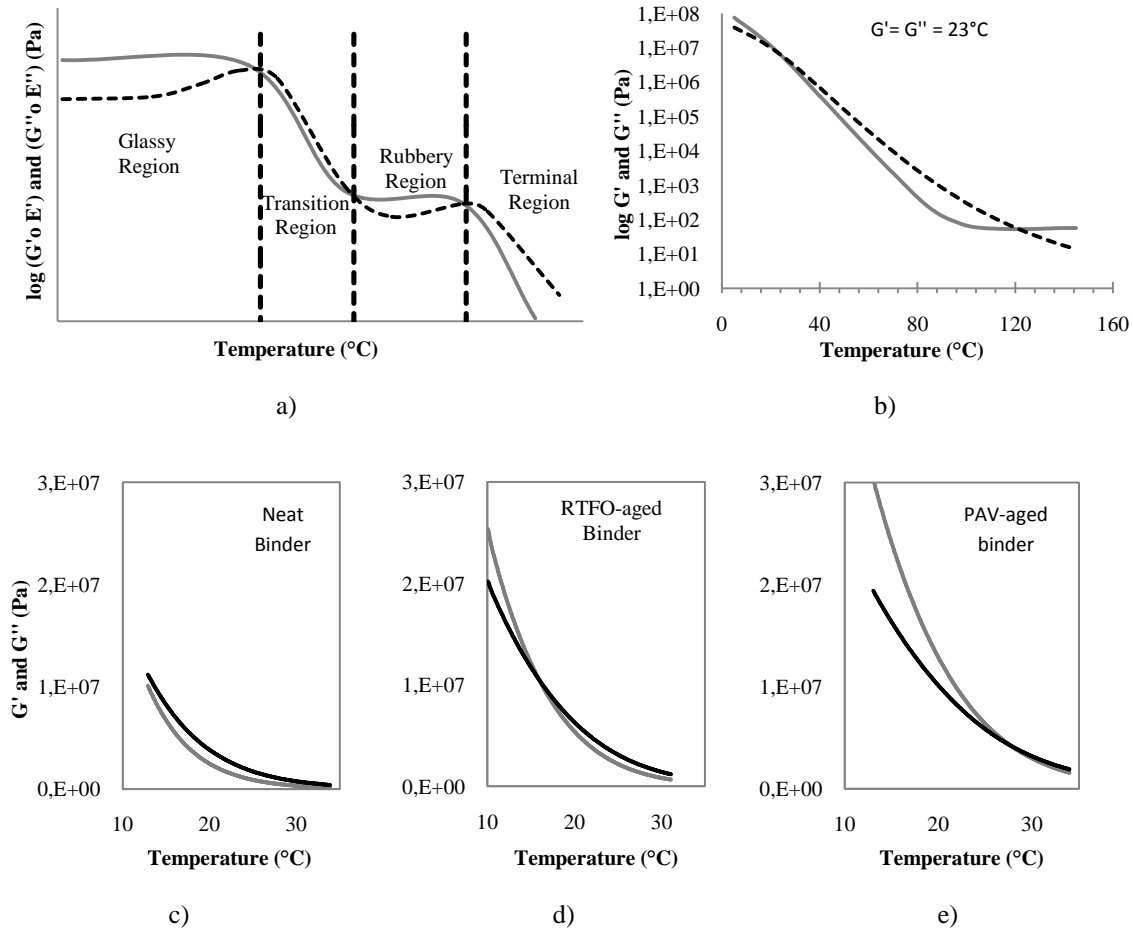 log (G'o E') and (G''o E'') (Pa)
Glassy
Region
Transition
Region
Rubbery
Region
Terminal
Region
Temperature (°C)
a)
log G' and G'' (Pa)
1,E+08
1,E+07
1,E+06
1,E+05
1,E+04
1,E+03
1,E+02
1,E+01
1,E+00
G'= G'' = 23°C
0 40 80 120 160
Temperature (°C)
b)
G' and G'' (Pa)
3,E+07
2,E+07
1,E+07
0,E+00
Neat
Binder
10 20 30
Temperature (°C)
c)
3,E+07
2,E+07
1,E+07
0,E+00
RTFO-aged
Binder
10 20 30
Temperature (°C)
d)
3,E+07
2,E+07
1,E+07
0,E+00
PAV-aged
binder
10 20 30
Temperature (°C)
e)